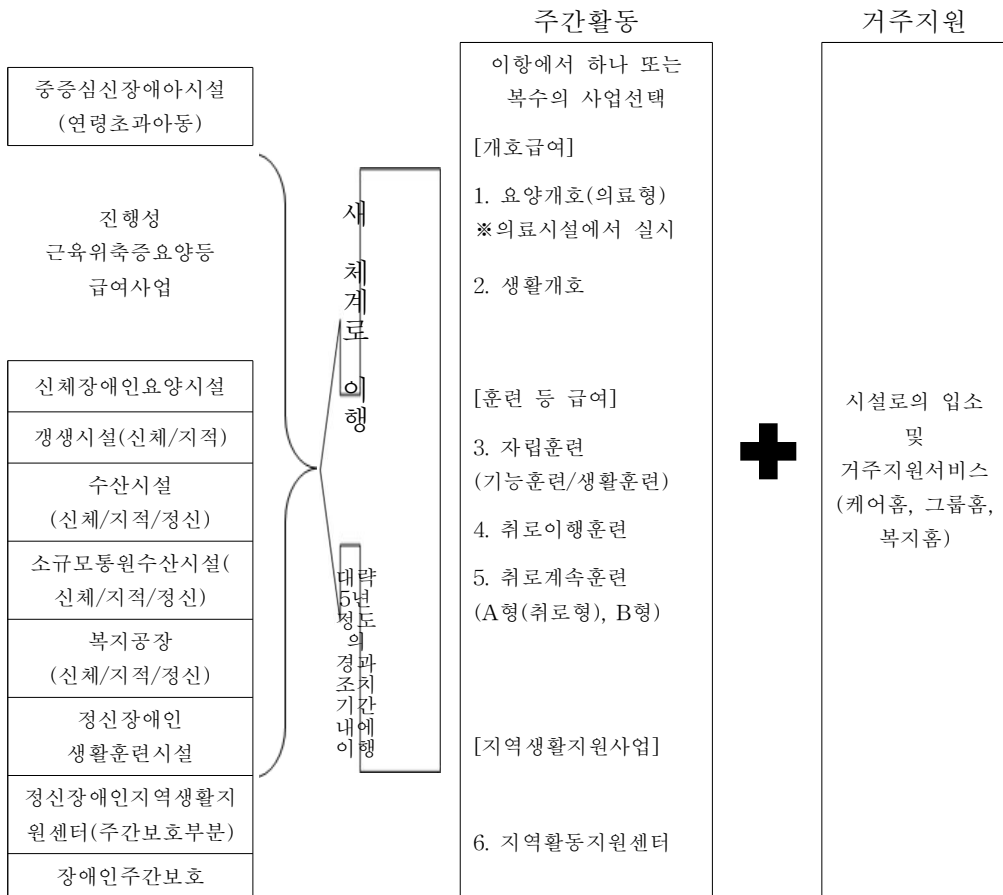 중증심신장애아시설
(연령초과아동)
진행성
근육위축증요양등
급여사업
신체장애인요양시설
갱생시설(신체/지적)
수산시설
(신체/지적/정신)
소규모통원수산시설(
신체/지적/정신)
복지공장
(신체/지적/정신)
정신장애인
생활훈련시설
정신장애인지역생활지
원센터(주간보호부분)
장애인주간보호
새 체계로 이행
대략
5년
정도
의
경과
조치
기간
내에
이행
주간활동
이항에서 하나 또는
복수의 사업선택
[개호급여]
1. 요양개호(의료형)
※의료시설에서 실시
2. 생활개호
[훈련 등 급여]
3. 자립훈련
(기능훈련/생활훈련)
4. 취로이행훈련
5. 취로계속훈련
(A형(취로형), B형)
[지역생활지원사업]
6. 지역활동지원센터
거주지원
시설로의 입소
및
거주지원서비스
(케어홈, 그룹홈,
복지홈)